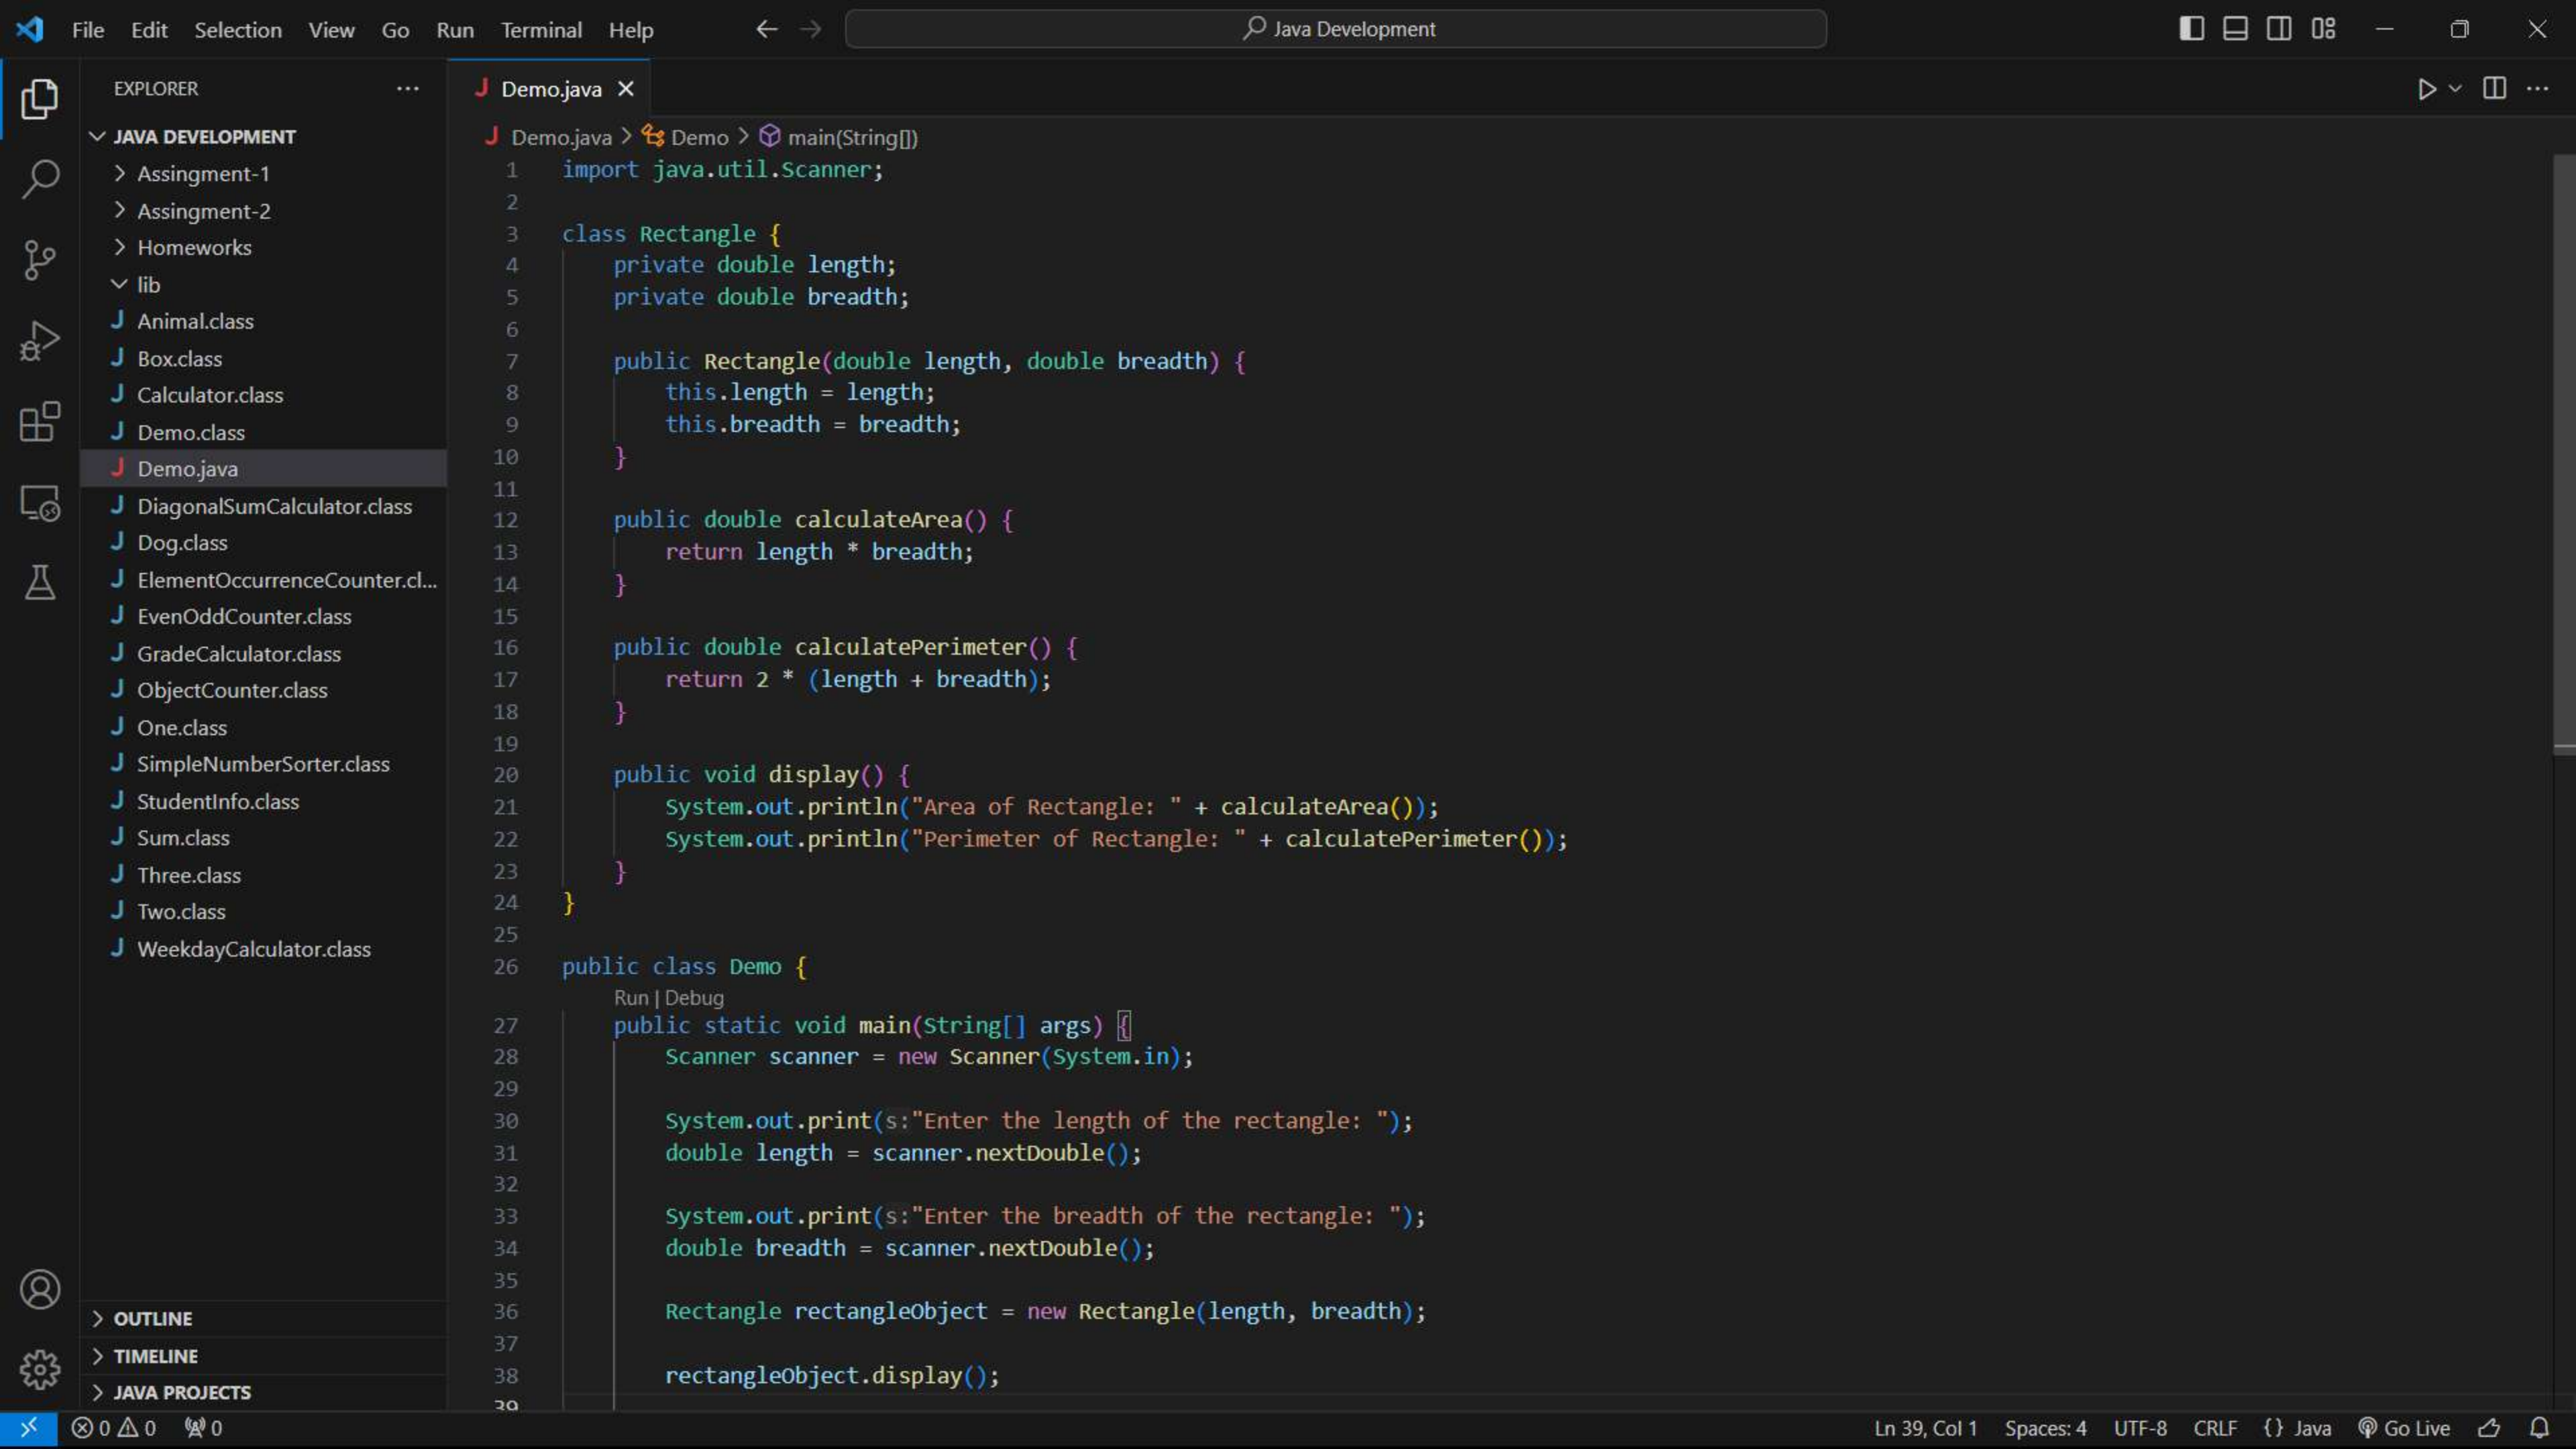 File Edit Selection View Go Run Terminal Help Java Development
EXPLORER
JAVA DEVELOPMENT
Assingment-1
Assingment-2
Homeworks
lib
Animal.class
Box.class
Calculator.class
Demo.class
Demo.java
DiagonalSumCalculator.class
Dog.class
ElementOccurrenceCounter.cl...
EvenOddCounter.class
GradeCalculator.class
ObjectCounter.class
One.class
SimpleNumberSorter.class
StudentInfo.class
Sum.class
Three.class
Two.class
WeekdayCalculator.class
OUTLINE
TIMELINE
JAVA PROJECTS
Demo.java
Demo.java > Demo > main(String[])
1 import java.util.Scanner;
2
3 class Rectangle {
4 private double length;
5 private double breadth;
6
7 public Rectangle(double length, double breadth) {
8 this.length = length;
9 this.breadth = breadth;
10 }
11
12 public double calculateArea() {
13 return length * breadth;
14 }
15
16 public double calculatePerimeter() {
17 return 2 * (length + breadth);
18 }
19
20 public void display() {
21 System.out.println("Area of Rectangle: " + calculateArea());
22 System.out.println("Perimeter of Rectangle: " + calculatePerimeter());
23 }
24 }
25
26 public class Demo {
Run | Debug
27 public static void main(String[] args) {
28 Scanner scanner = new Scanner(System.in);
29
30 System.out.print(s:"Enter the length of the rectangle: ");
31 double length = scanner.nextDouble();
32
33 System.out.print(s:"Enter the breadth of the rectangle: ");
34 double breadth = scanner.nextDouble();
35
36 Rectangle rectangleObject = new Rectangle(length, breadth);
37
38 rectangleObject.display();
39
0 0 0 Ln 39, Col 1 Spaces: 4 UTF-8 CRLF {} Java Go Live